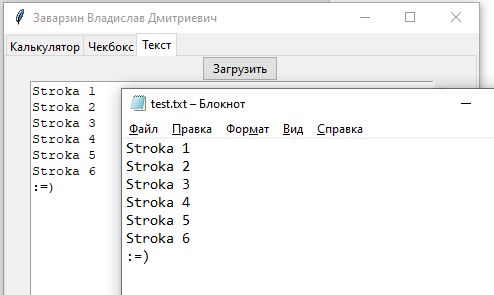 Заварзин Владислав Дмитриевич
Калькулятор Чекбокс Текст
Загрузить
Stroka 1
Stroka 2
Stroka 3
Stroka 4
Stroka 5
Stroka 6
:=)
test.txt – Блокнот
Файл Правка Формат Вид Справка
Stroka 1
Stroka 2
Stroka 3
Stroka 4
Stroka 5
Stroka 6
:=)